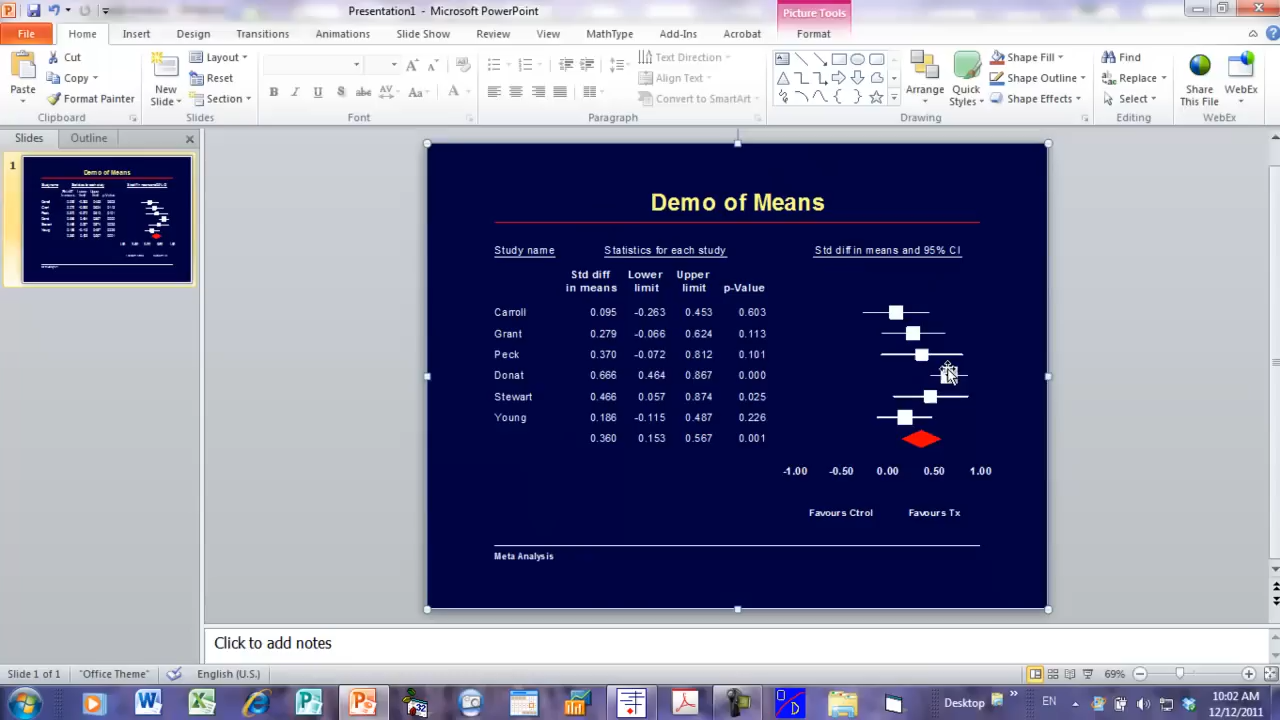 Presentation1 - Microsoft PowerPoint
Picture Tools
File Home Insert Design Transitions Animations Slide Show Review View MathType Add-Ins Acrobat Format
Paste
Cut
Copy
Format Painter
Clipboard
New Slide
Layout
Reset
Section
Slides
Font
Text Direction
Align Text
Convert to SmartArt
Paragraph
Arrange
Quick Styles
Shape Fill
Shape Outline
Shape Effects
Drawing
Find
Replace
Select
Editing
Share This File
WebEx
WebEx
Slides Outline
1
Demo of Means
Study name Statistics for each study Std diff in means and 95% CI
Std diff in means Lower limit Upper limit p-Value
Carroll 0.095 -0.263 0.453 0.603
Grant 0.279 -0.066 0.624 0.113
Peck 0.370 -0.072 0.812 0.101
Donat 0.666 0.464 0.867 0.000
Stewart 0.466 0.057 0.874 0.025
Young 0.186 -0.115 0.487 0.226
0.360 0.153 0.567 0.001
-1.00 -0.50 0.00 0.50 1.00
Favours Ctrol Favours Tx
Meta Analysis
Click to add notes
Slide 1 of 1 "Office Theme" English (U.S.) 69%
Desktop EN 10:02 AM
12/12/2011